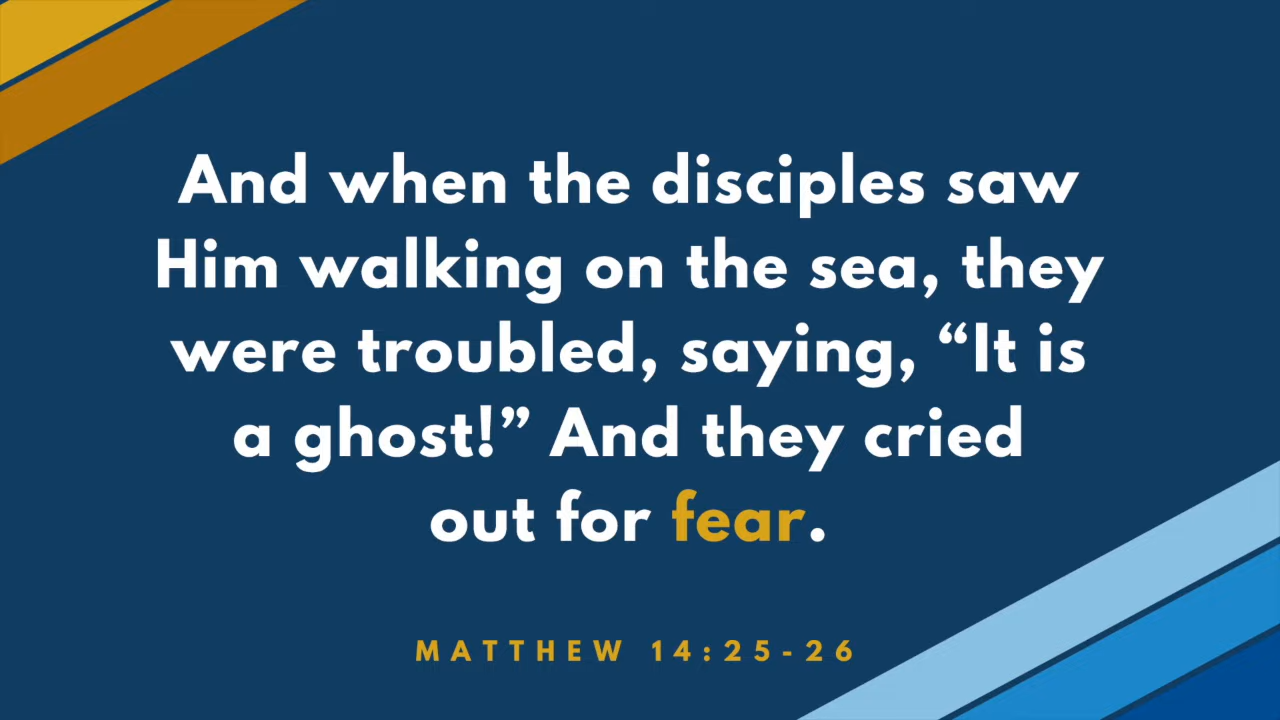 And when the disciples saw
Him walking on the sea, they
were troubled, saying, “It is
a ghost!” And they cried
out for fear.
MATTHEW 14:25-26